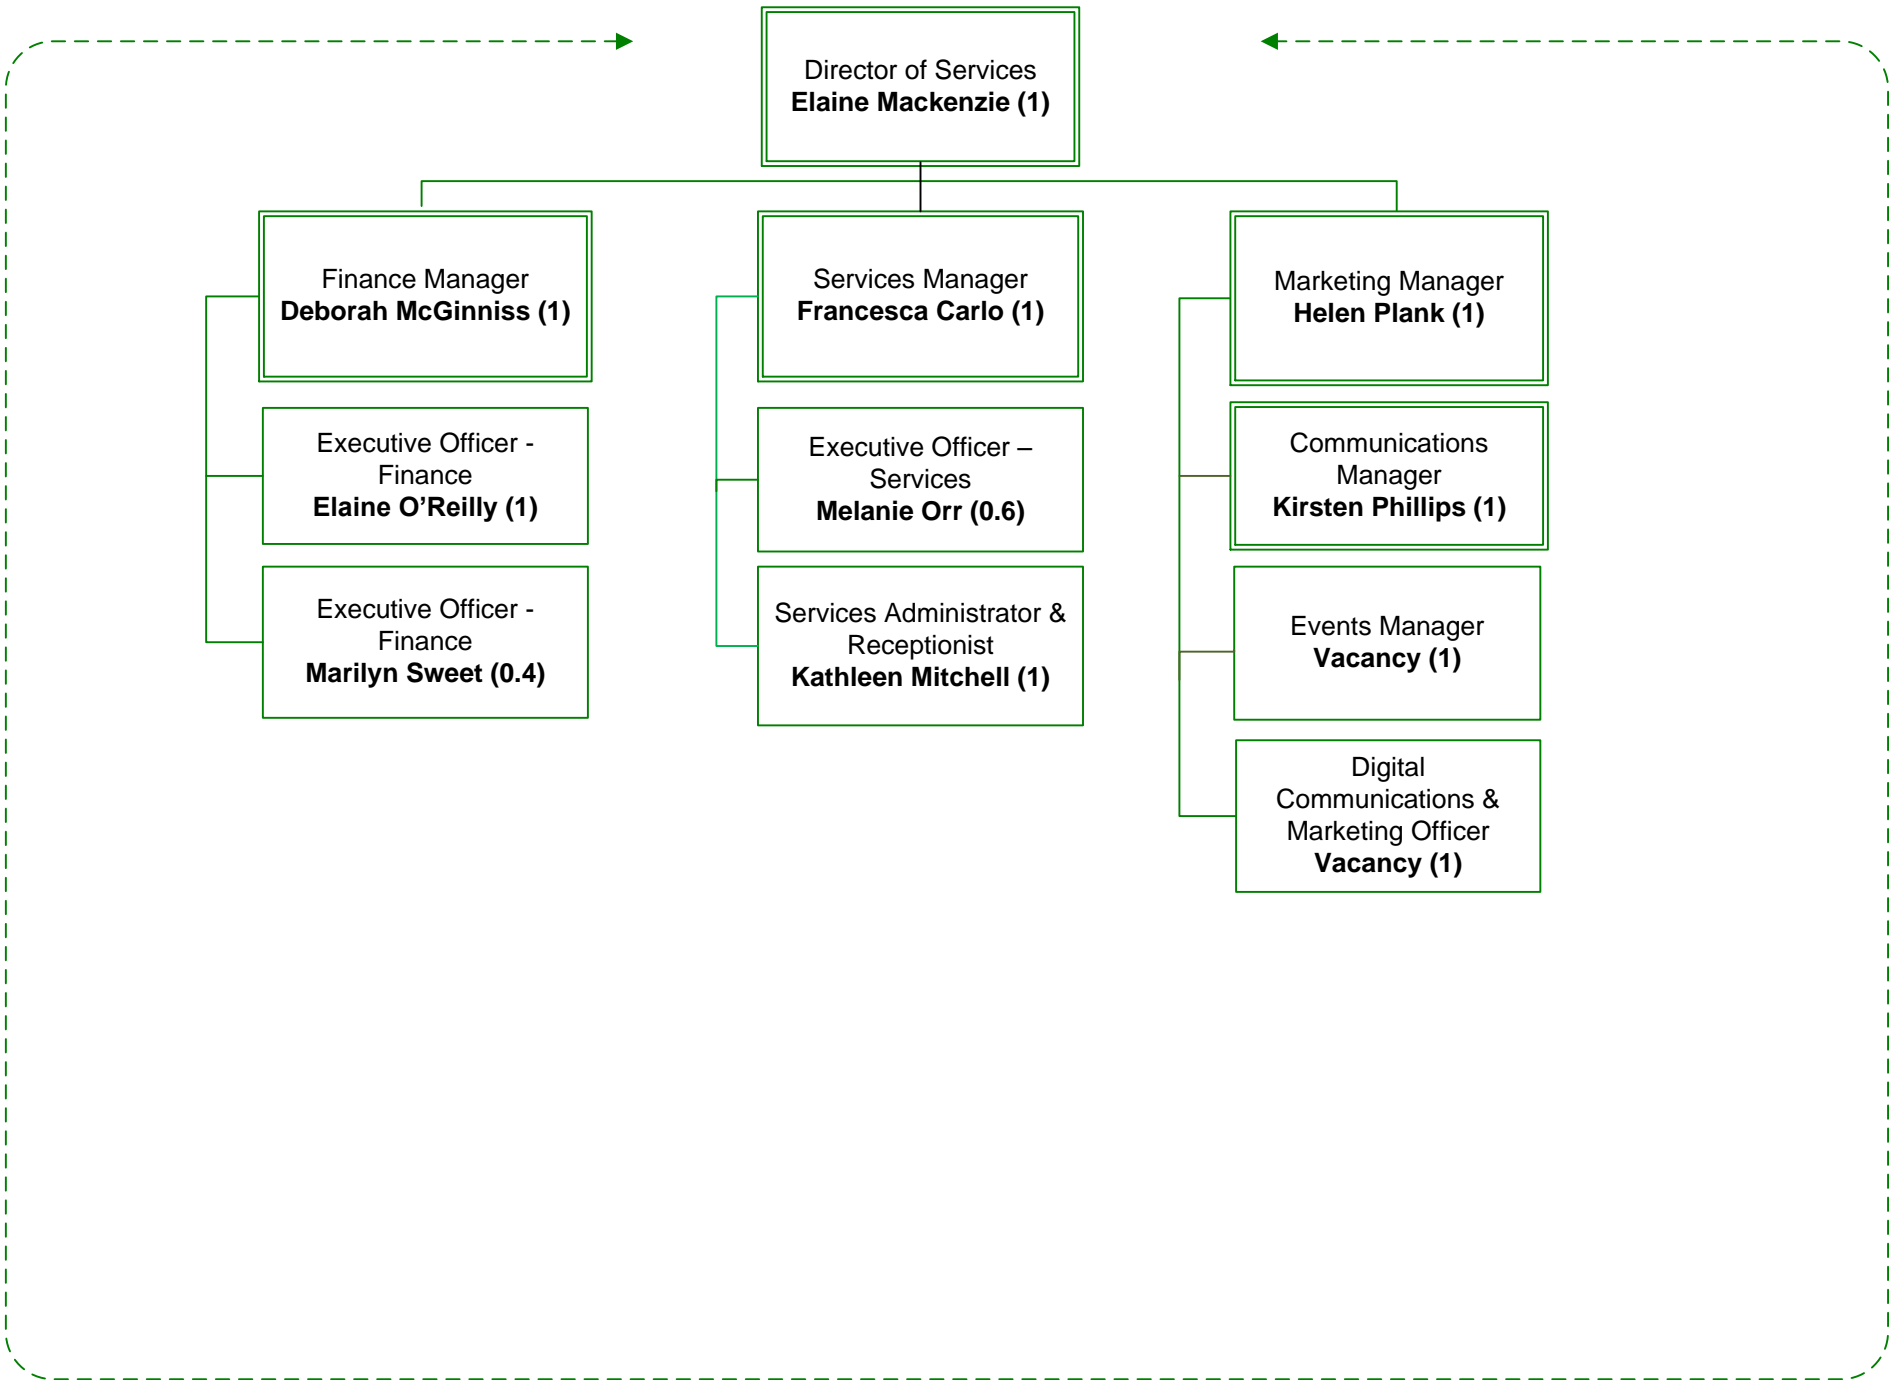 Director of Services
Elaine Mackenzie (1)
Finance Manager
Deborah McGinniss (1)
Executive Officer -
Finance
Elaine O’Reilly (1)
Executive Officer -
Finance
Marilyn Sweet (0.4)
Services Manager
Francesca Carlo (1)
Executive Officer –
Services
Melanie Orr (0.6)
Services Administrator &
Receptionist
Kathleen Mitchell (1)
Marketing Manager
Helen Plank (1)
Communications
Manager
Kirsten Phillips (1)
Events Manager
Vacancy (1)
Digital
Communications &
Marketing Officer
Vacancy (1)